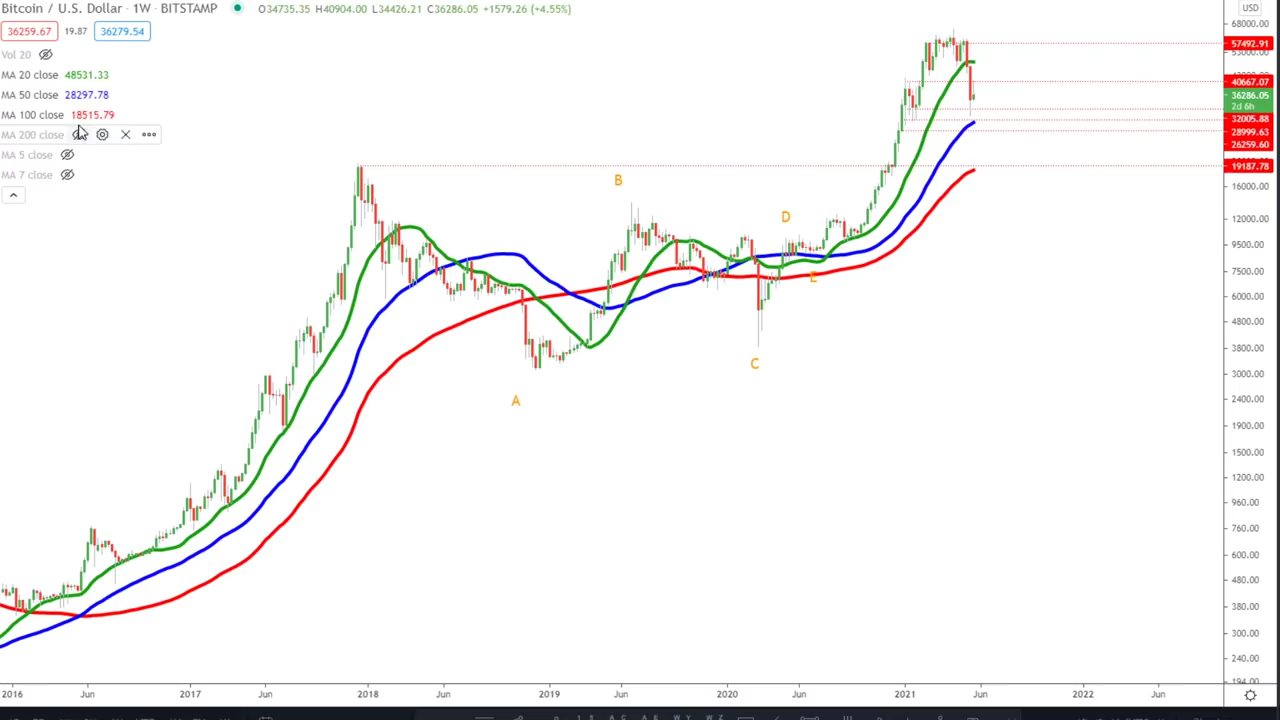 Bitcoin / U.S. Dollar · 1W · BITSTAMP O34735.35 H40904.00 L34426.21 C36286.05 +1579.26 (+4.55%) USD
36259.67 19.87 36279.54
Vol 20
MA 20 close 48531.33
MA 50 close 28297.78
MA 100 close 18515.79
MA 200 close
MA 5 close
MA 7 close
68000.00
57492.91
53000.00
40667.07
36286.05
2d 6h
32005.88
28999.63
26259.60
19187.78
16000.00
12000.00
9500.00
7500.00
6000.00
4800.00
3800.00
3000.00
2400.00
1900.00
1500.00
1200.00
960.00
760.00
600.00
480.00
380.00
300.00
240.00
194.00
B
D
E
C
A
2016 Jun 2017 Jun 2018 Jun 2019 Jun 2020 Jun 2021 Jun 2022 Jun